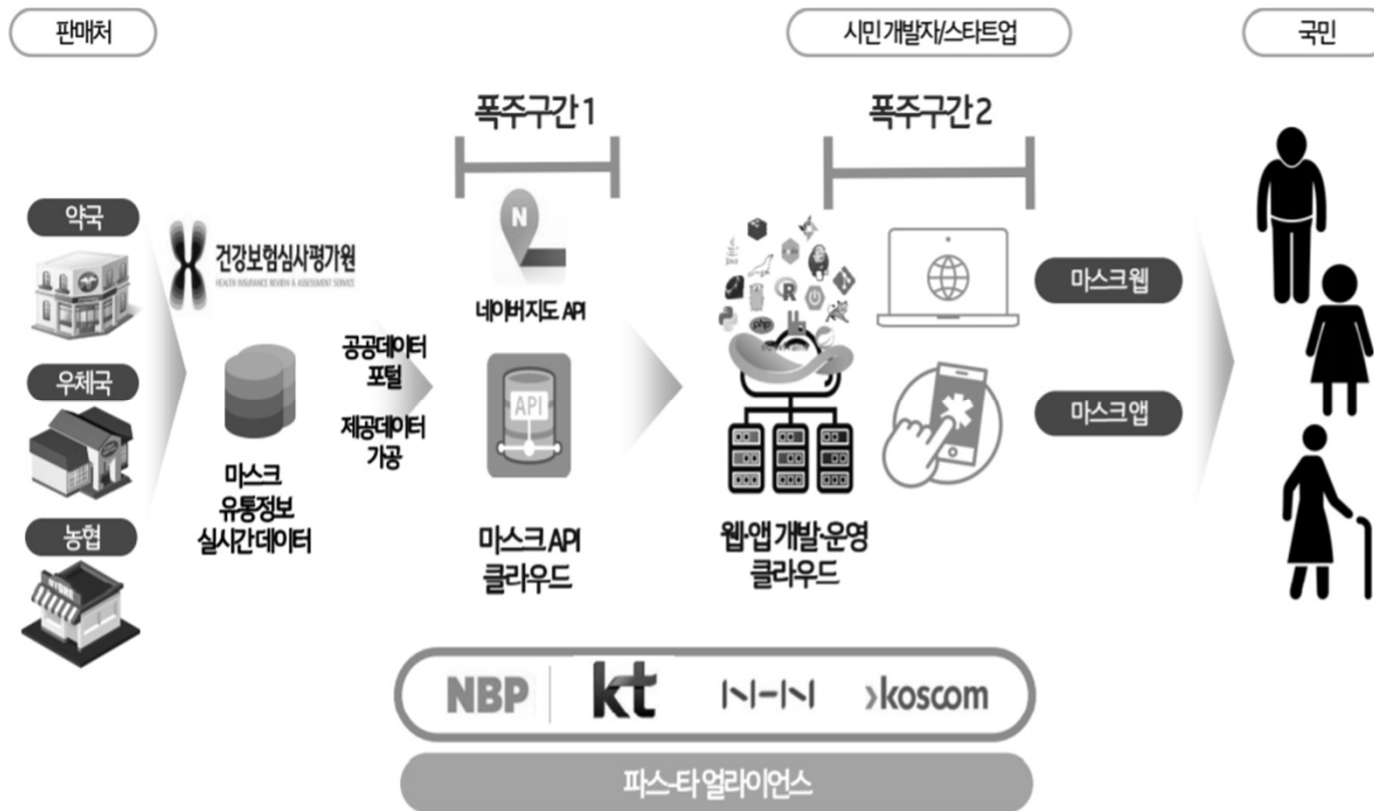 판매처
시민 개발자/스타트업
국민
폭주구간 1
폭주구간 2
약국
우체국
농협
건강보험심사평가원
HEALTH INSURANCE REVIEW & ASSESSMENT SERVICE
마스크
유통정보
실시간 데이터
공공데이터
포털
제공데이터
가공
N
네이버 지도 API
API
마스크 API
클라우드
R
php
웹·앱 개발·운영
클라우드
마스크 웹
마스크 앱
NBP
kt
NHN
koscom
파스-타 얼라이언스